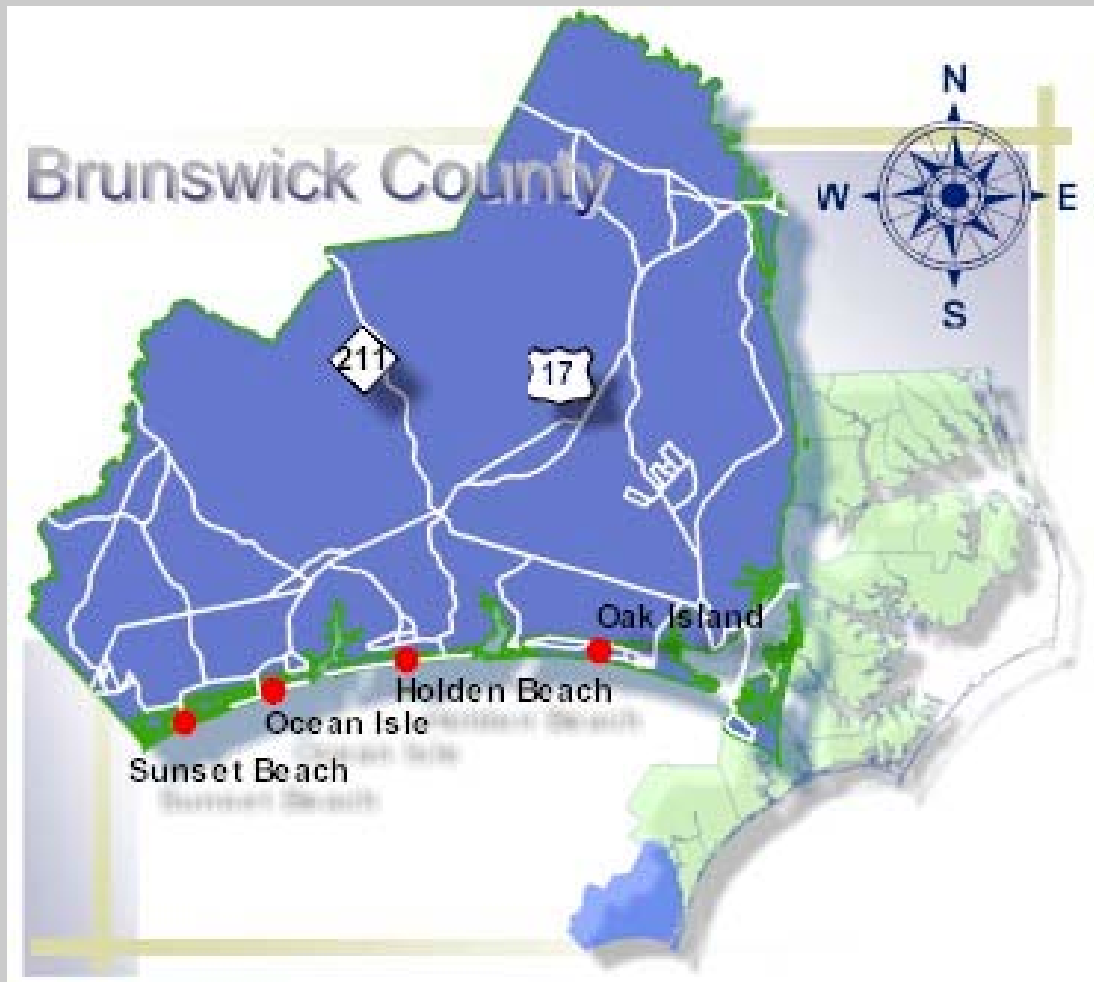 N
Brunswick County
W
E
S
211
17
Oak Island
Holden Beach
Ocean Isle
Sunset Beach